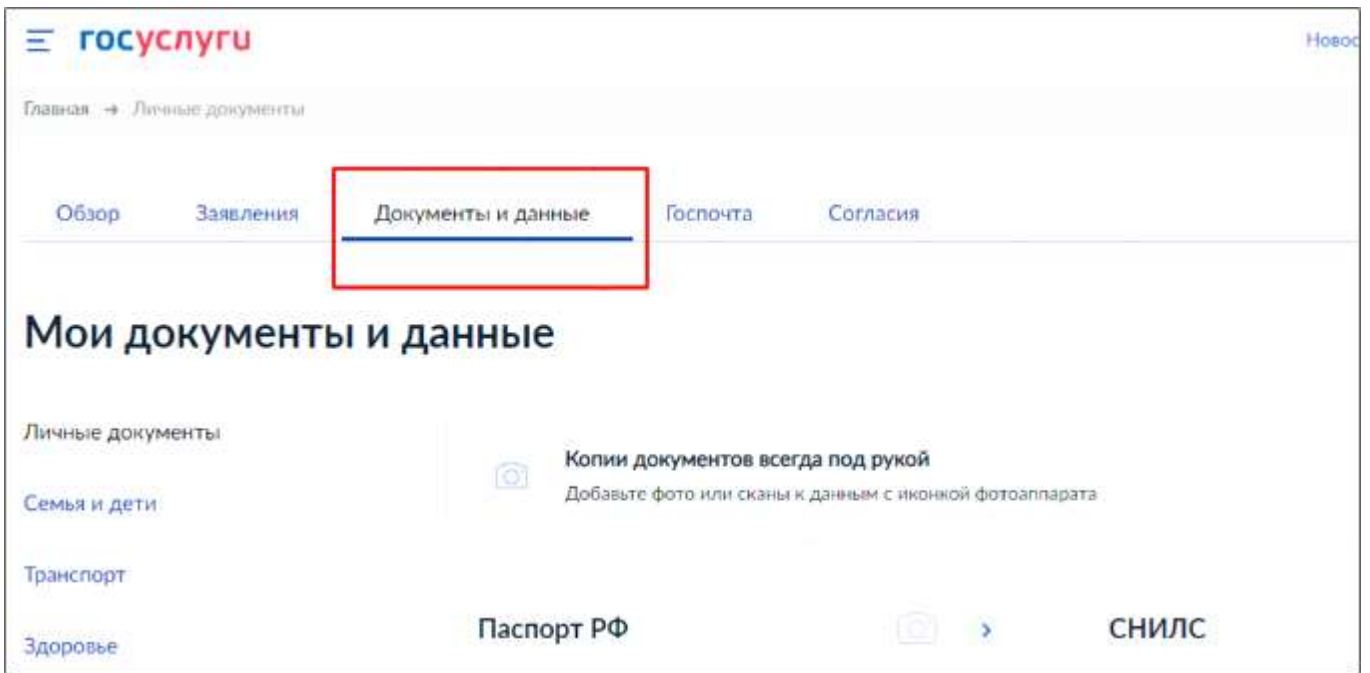 госуслуги
Новос
Главная → Личные документы
Обзор Заявления Документы и данные Госпочта Согласия
Мои документы и данные
Личные документы
Копии документов всегда под рукой
Добавьте фото или сканы к данным с иконкой фотоаппарата
Семья и дети
Транспорт
Паспорт РФ СНИЛС
Здоровье